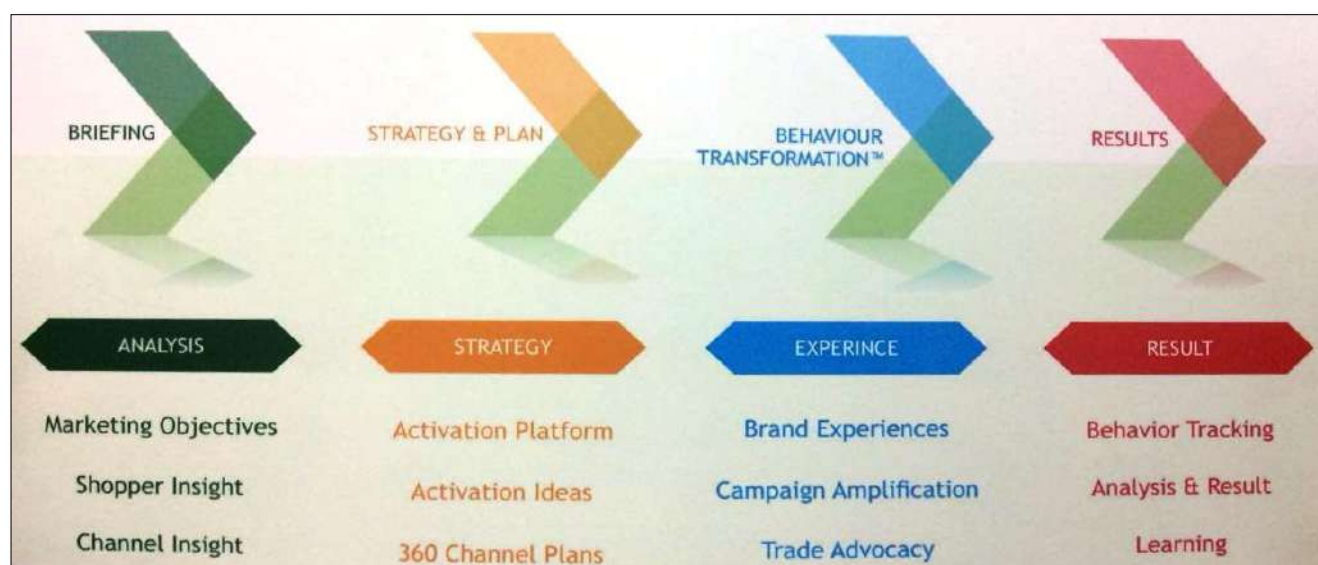 BRIEFING
STRATEGY & PLAN
BEHAVIOUR
TRANSFORMATION™
RESULTS
ANALYSIS
STRATEGY
EXPERINCE
RESULT
Marketing Objectives
Activation Platform
Brand Experiences
Behavior Tracking
Shopper Insight
Activation Ideas
Campaign Amplification
Analysis & Result
Channel Insight
360 Channel Plans
Trade Advocacy
Learning